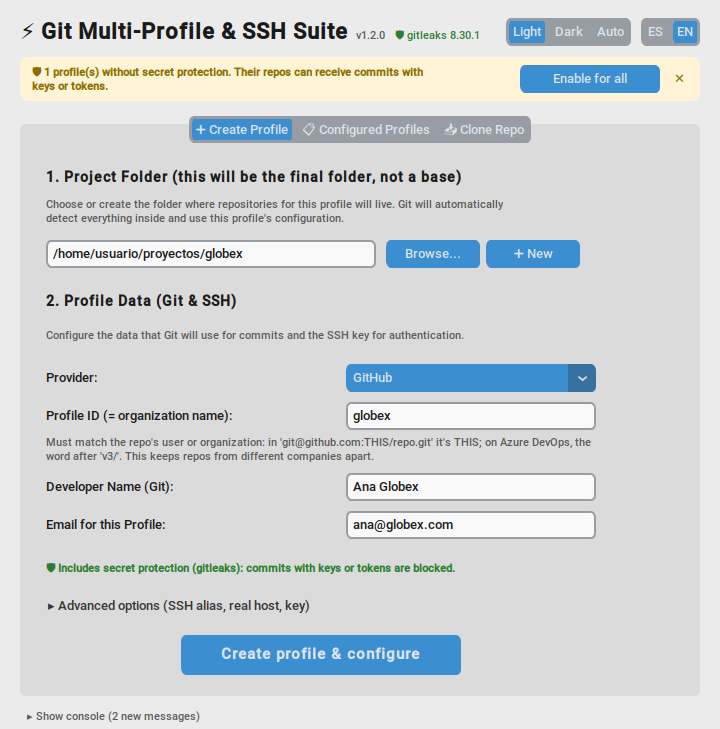 ⚡ Git Multi-Profile & SSH Suite v1.2.0 🛡 gitleaks 8.30.1 Light Dark Auto ES EN
🛡 1 profile(s) without secret protection. Their repos can receive commits with
keys or tokens.
Enable for all ✕
+ Create Profile 📋 Configured Profiles 📥 Clone Repo
1. Project Folder (this will be the final folder, not a base)
Choose or create the folder where repositories for this profile will live. Git will automatically
detect everything inside and use this profile's configuration.
/home/usuario/proyectos/globex Browse... + New
2. Profile Data (Git & SSH)
Configure the data that Git will use for commits and the SSH key for authentication.
Provider: GitHub
Profile ID (= organization name): globex
Must match the repo's user or organization: in 'git@github.com:THIS/repo.git' it's THIS; on Azure DevOps, the
word after 'v3/'. This keeps repos from different companies apart.
Developer Name (Git): Ana Globex
Email for this Profile: ana@globex.com
🛡 Includes secret protection (gitleaks): commits with keys or tokens are blocked.
▸ Advanced options (SSH alias, real host, key)
Create profile & configure
▸ Show console (2 new messages)